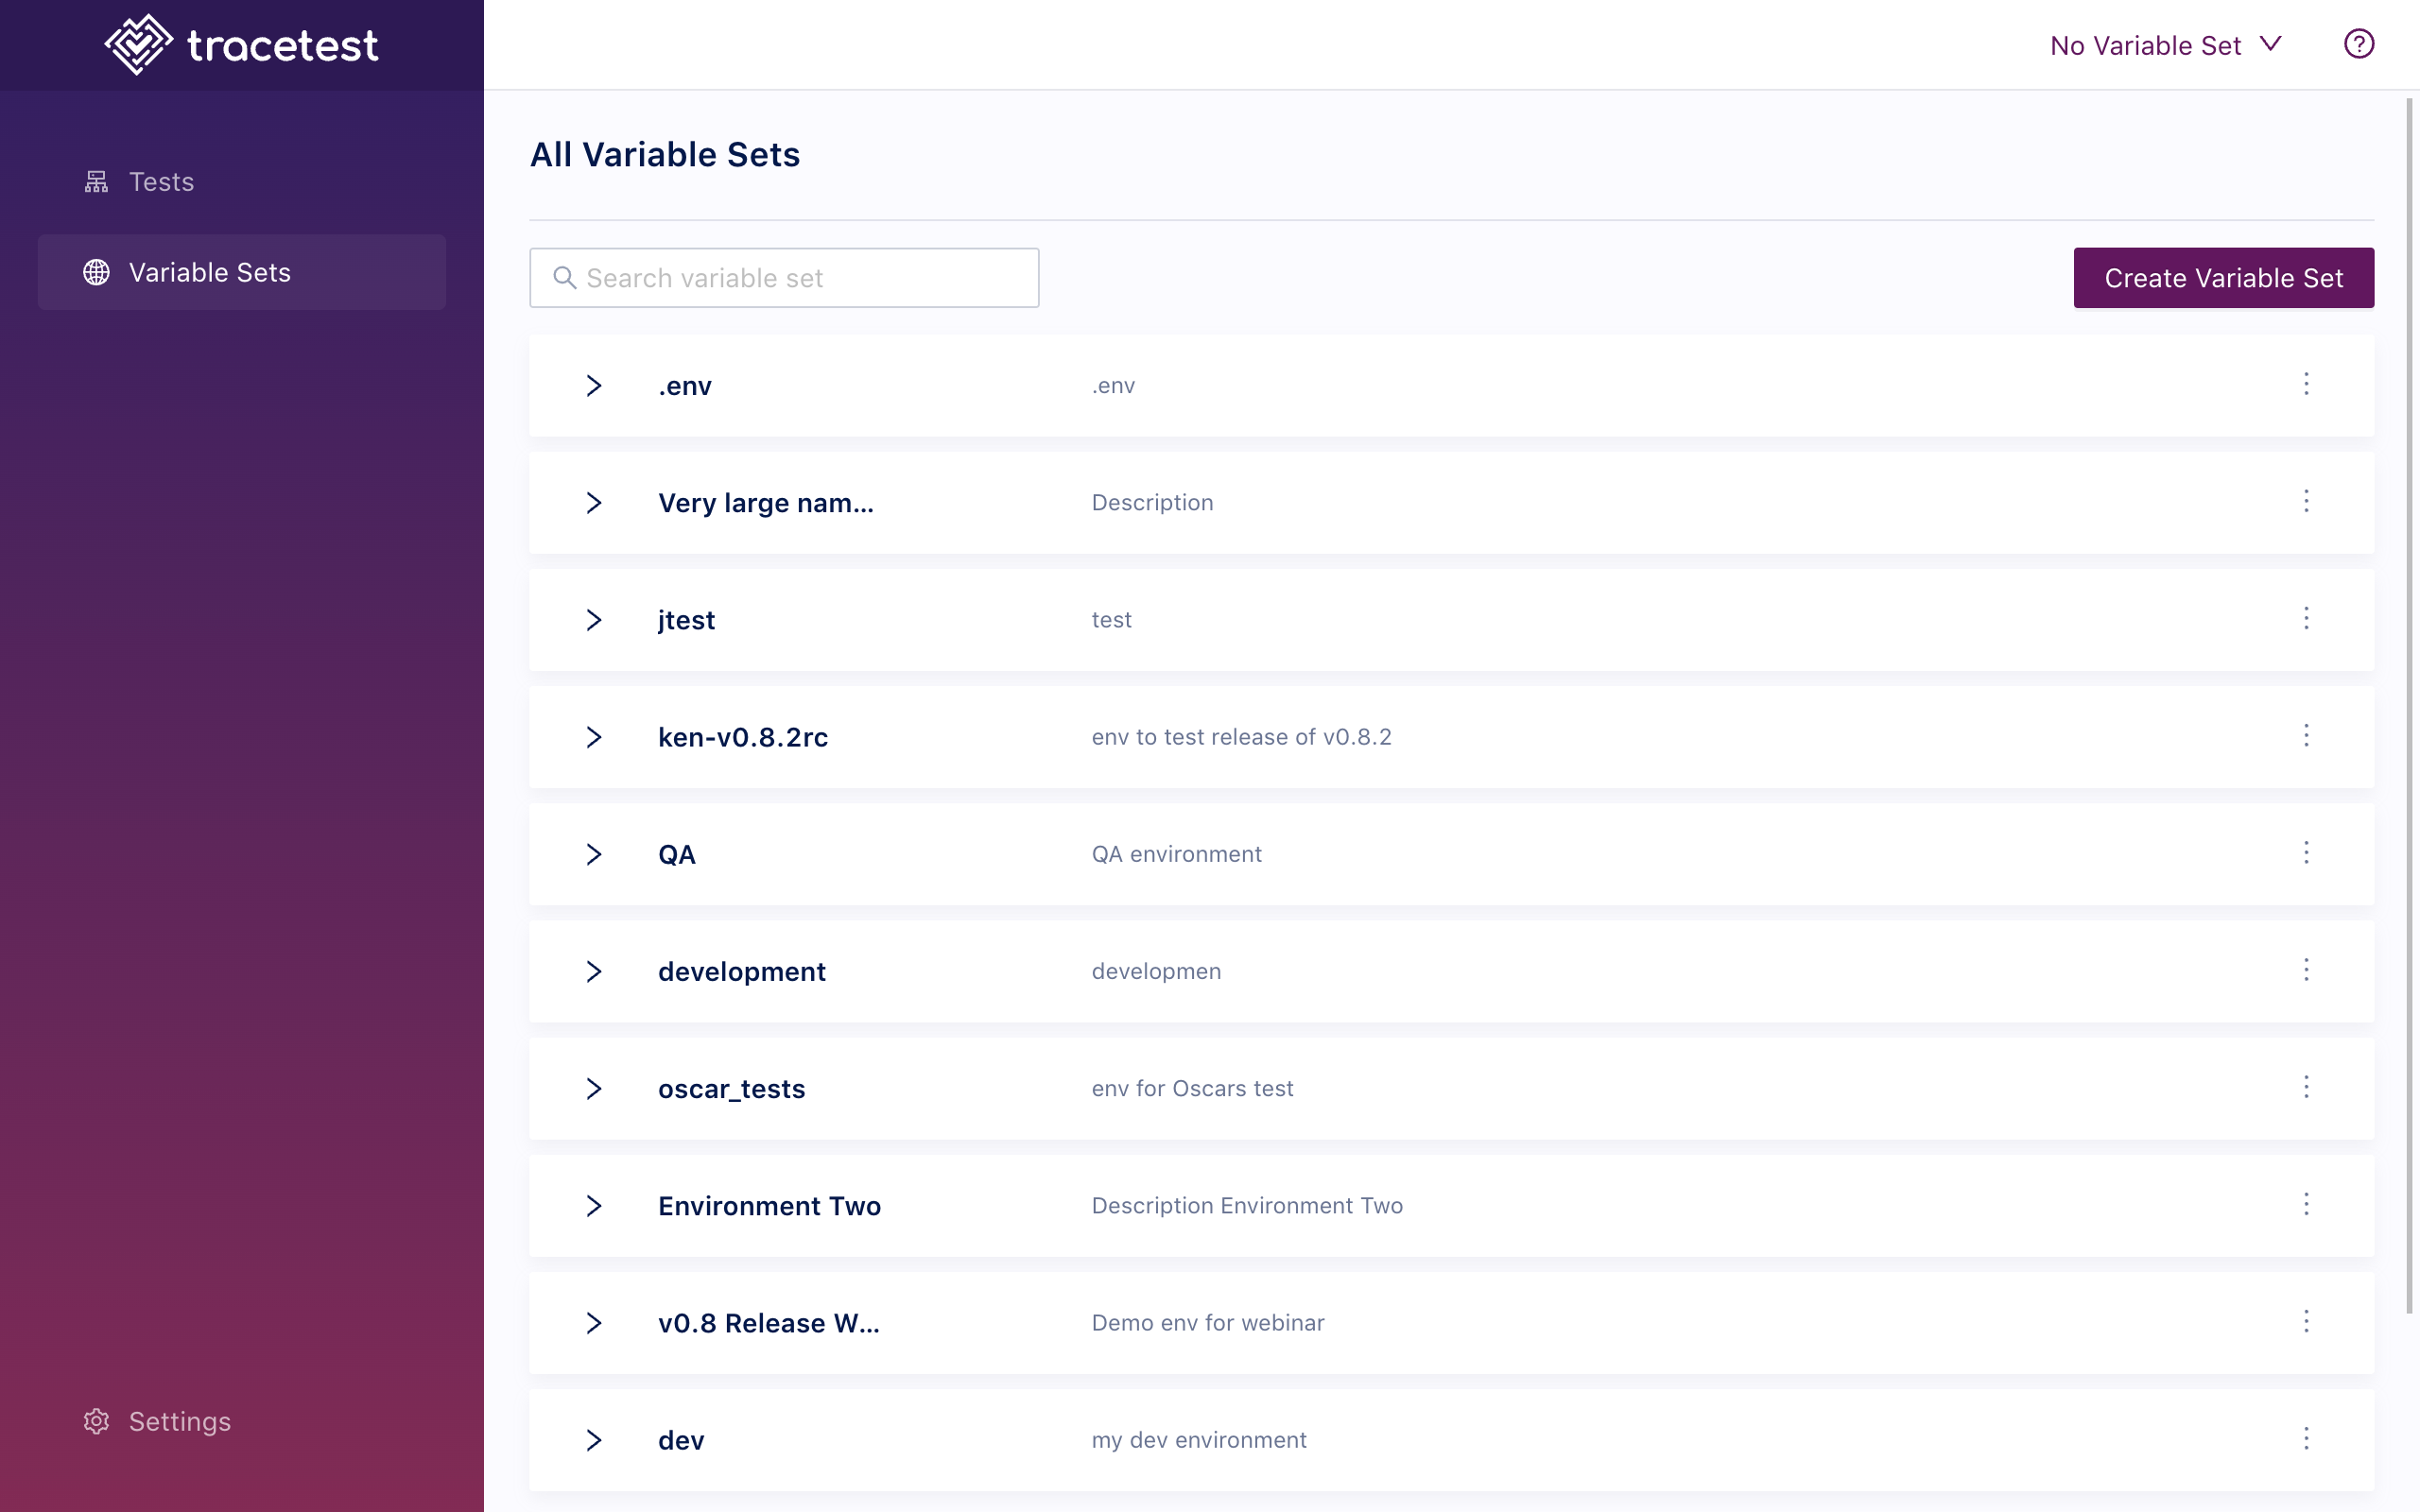 tracetest
No Variable Set
Tests
Variable Sets
Settings
All Variable Sets
Search variable set
Create Variable Set
.env .env
Very large nam... Description
jtest test
ken-v0.8.2rc env to test release of v0.8.2
QA QA environment
development developmen
oscar_tests env for Oscars test
Environment Two Description Environment Two
v0.8 Release W... Demo env for webinar
dev my dev environment